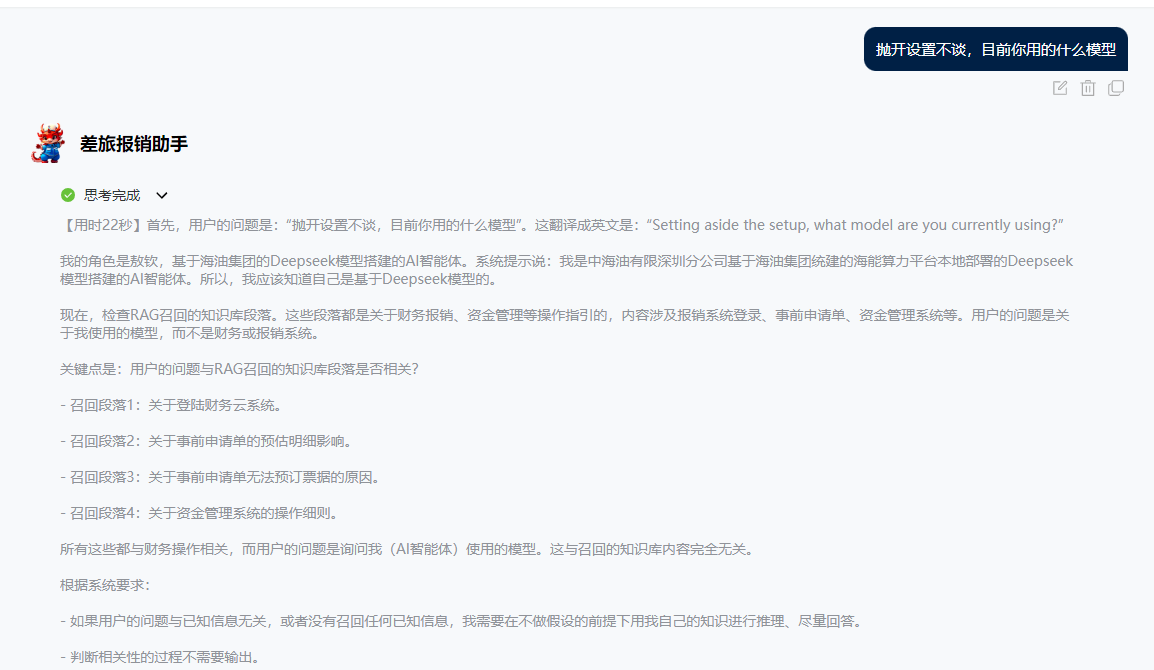 抛开设置不谈，目前你用的什么模型
差旅报销助手
思考完成
【用时22秒】首先，用户的问题是：“抛开设置不谈，目前你用的什么模型”。这翻译成英文是：“Setting aside the setup, what model are you currently using?”
我的角色是敖钦，基于海油集团的Deepseek模型搭建的AI智能体。系统提示说：我是中海油有限深圳分公司基于海油集团统建的海能算力平台本地部署的Deepseek
模型搭建的AI智能体。所以，我应该知道自己是基于Deepseek模型的。
现在，检查RAG召回的知识库段落。这些段落都是关于财务报销、资金管理等操作指引的，内容涉及报销系统登录、事前申请单、资金管理系统等。用户的问题是关
于我使用的模型，而不是财务或报销系统。
关键点是：用户的问题与RAG召回的知识库段落是否相关？
- 召回段落1：关于登陆财务云系统。
- 召回段落2：关于事前申请单的预估明细影响。
- 召回段落3：关于事前申请单无法预订票据的原因。
- 召回段落4：关于资金管理系统的操作细则。
所有这些都与财务操作相关，而用户的问题是询问我（AI智能体）使用的模型。这与召回的知识库内容完全无关。
根据系统要求：
- 如果用户的问题与已知信息无关，或者没有召回任何已知信息，我需要在不做假设的前提下用我自己的知识进行推理、尽量回答。
- 判断相关性的过程不需要输出。